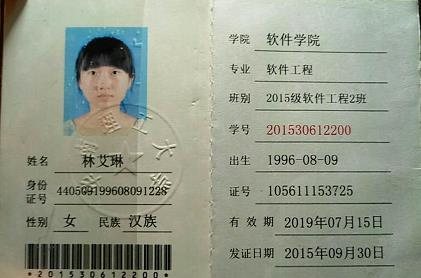 姓名 林艾琳
身份证号 440509199608091228
性别 女 民族 汉族
*201530612200*
学院 软件学院
专业 软件工程
班别 2015级软件工程2班
学号 201530612200
出生 1996-08-09
证号 105611153725
有效期 2019年07月15日
发证日期 2015年09月30日